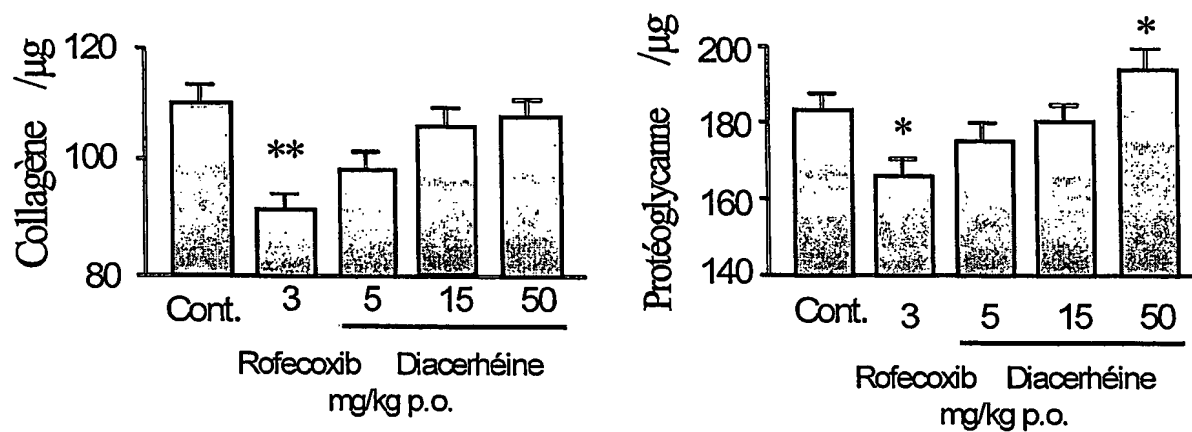 Collagène /µg
120
100
80
**
Cont. 3 5 15 50
Rofecoxib Diacerhéine
mg/kg p.o.
Protéoglycanne /µg
200
180
160
140
*
*
Cont. 3 5 15 50
Rofecoxib Diacerhéine
mg/kg p.o.